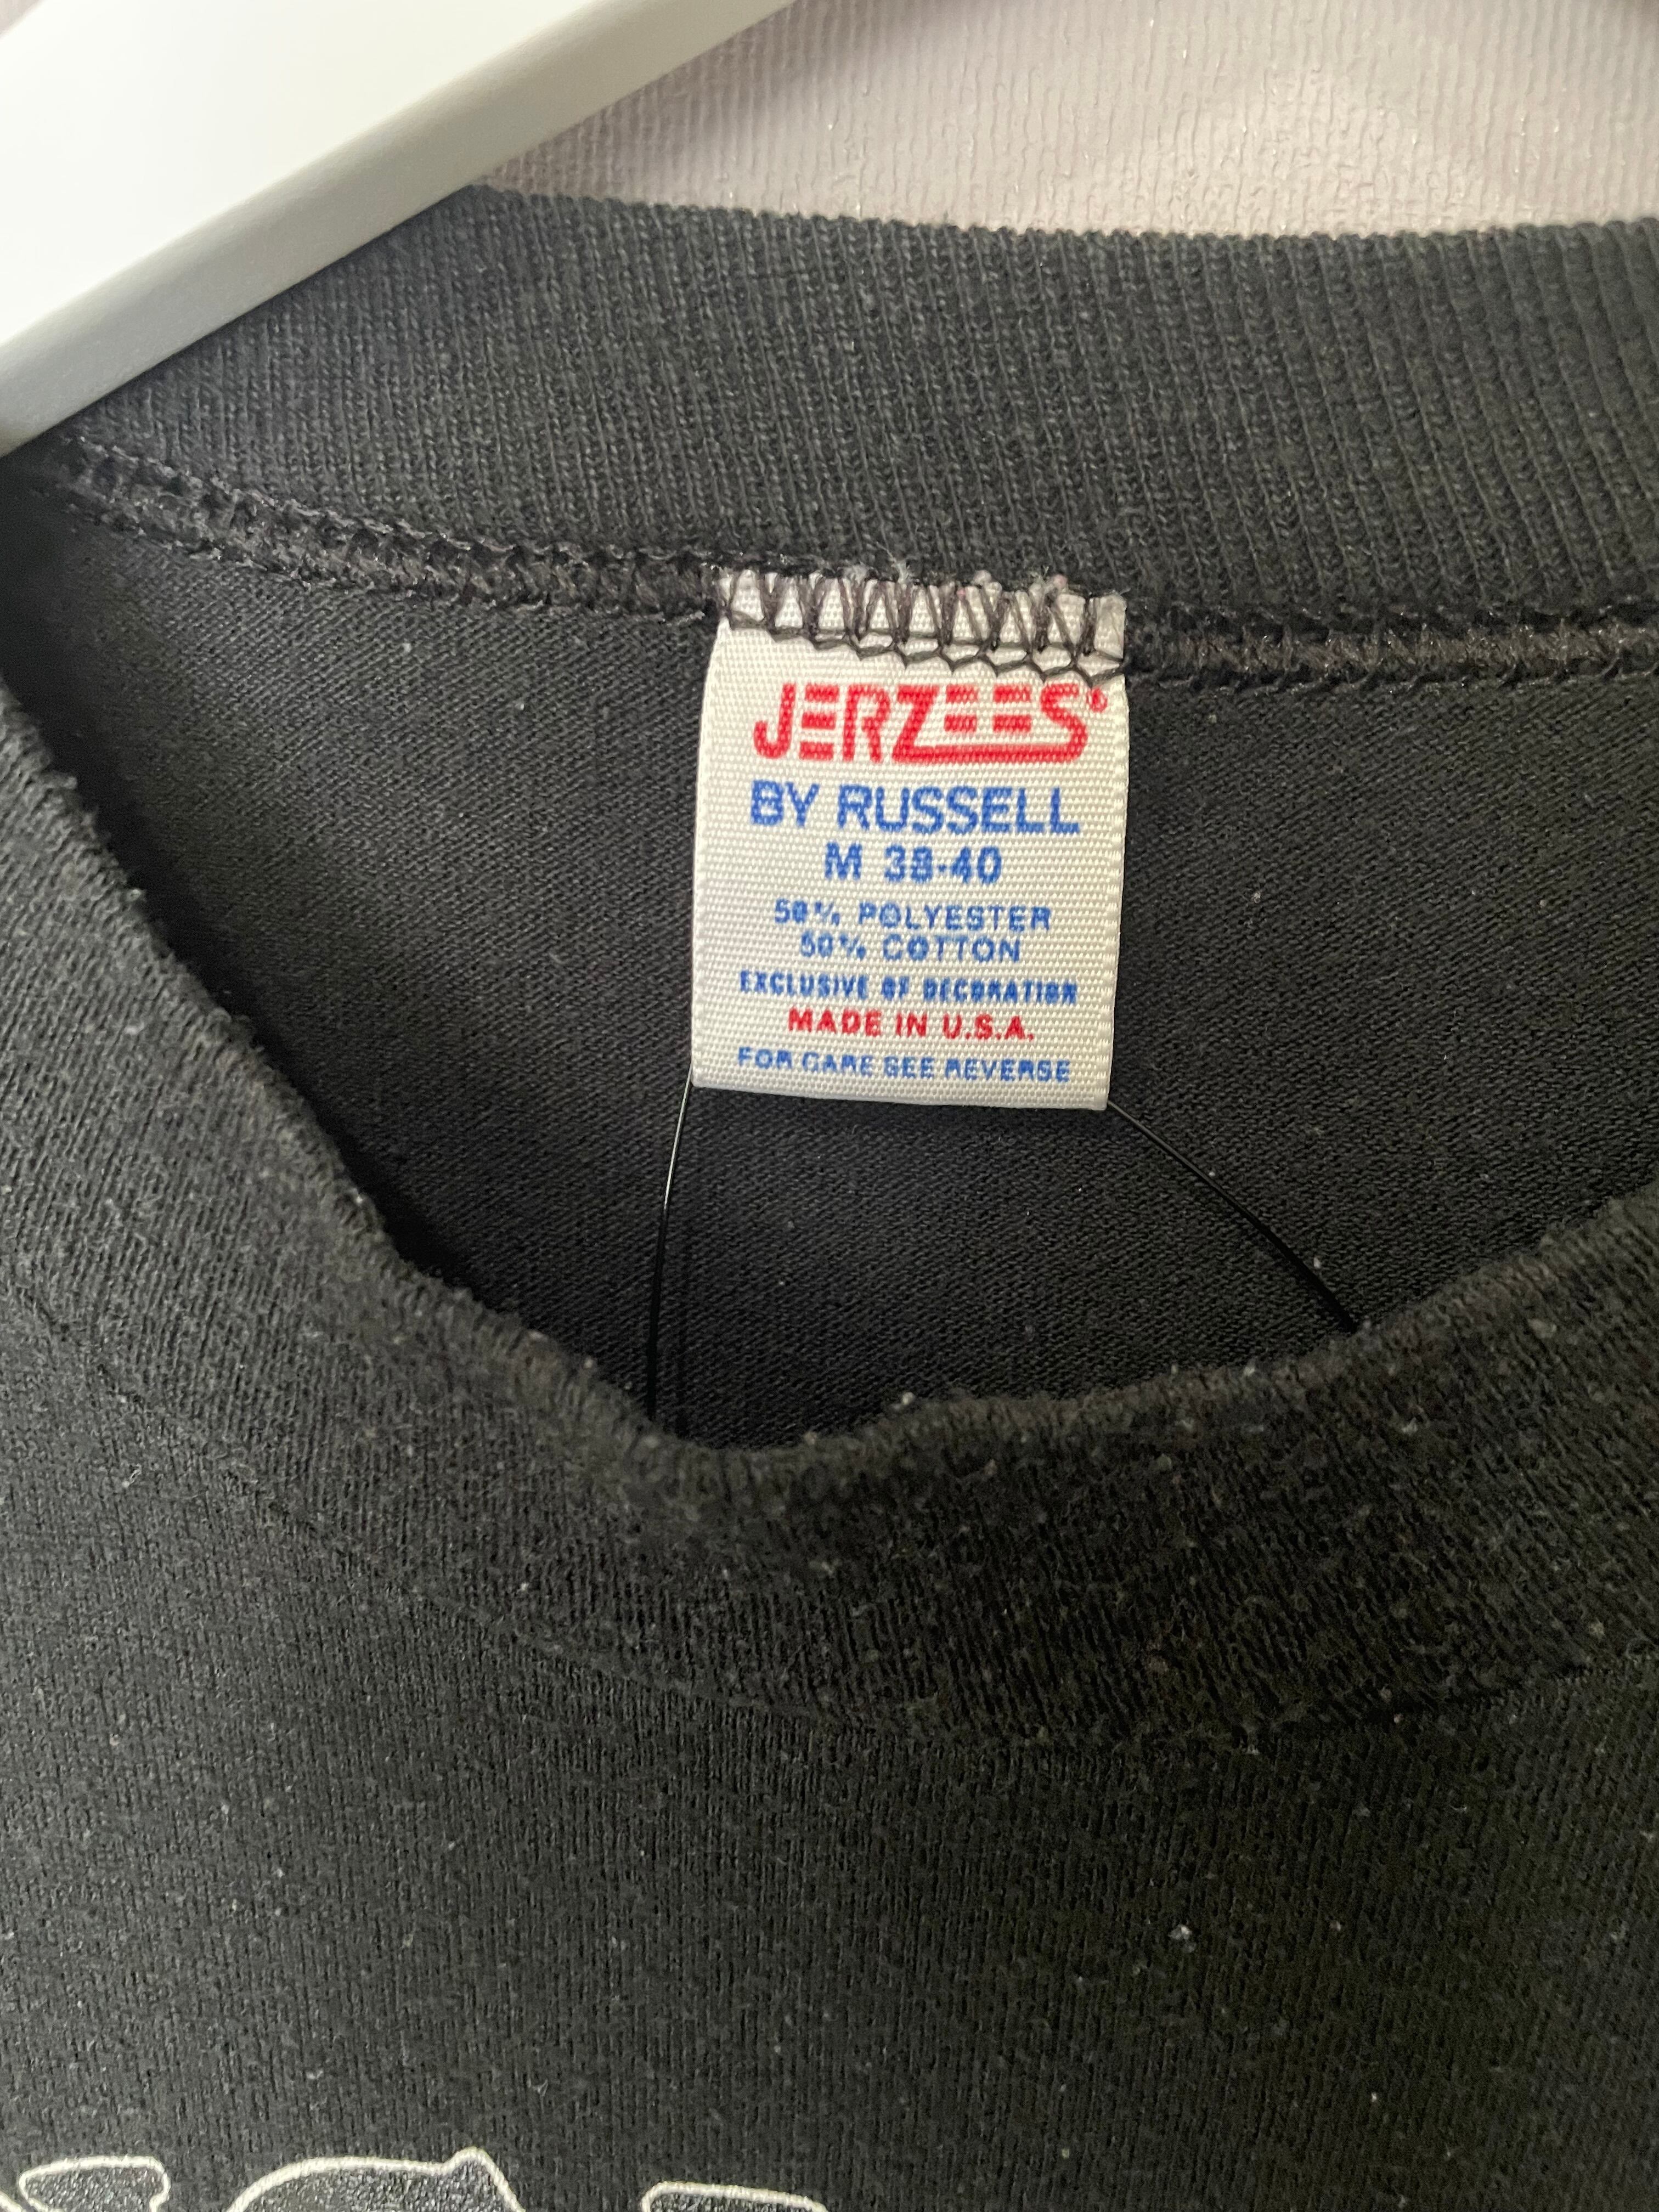 JERZEES®
BY RUSSELL
M 38-40
50% POLYESTER
50% COTTON
EXCLUSIVE OF DECORATION
MADE IN U.S.A.
FOR CARE SEE REVERSE